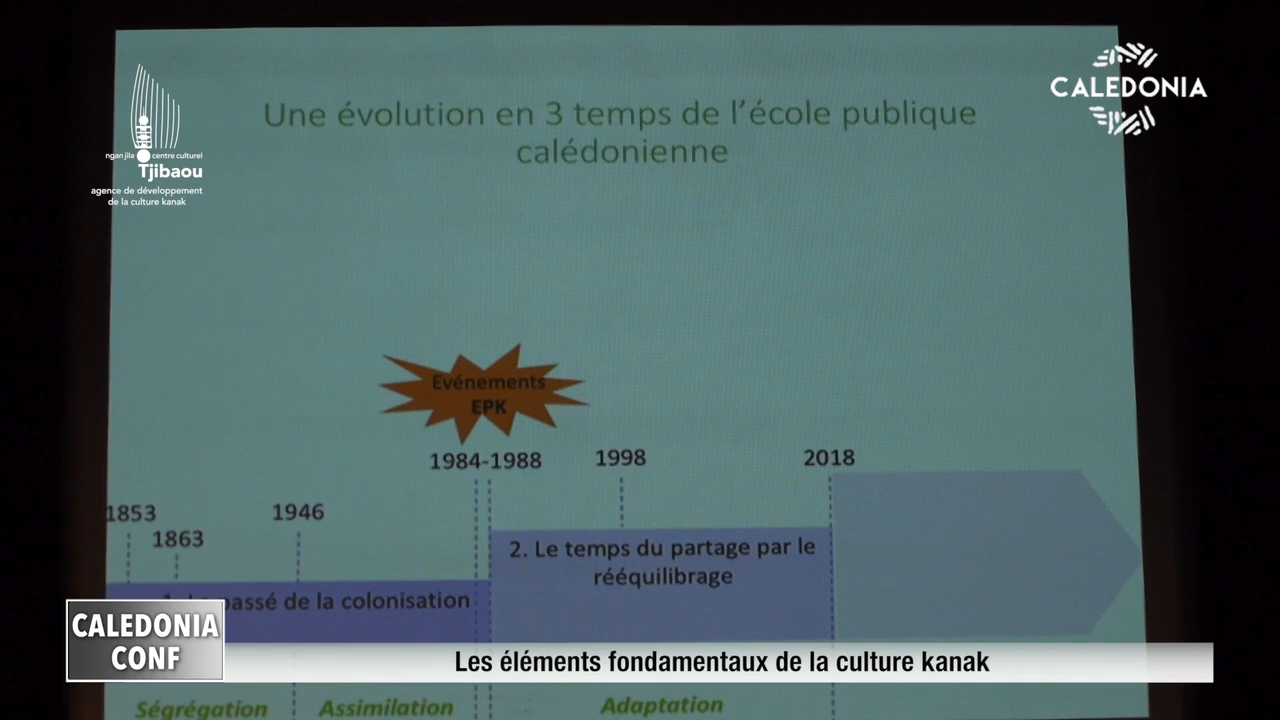 Une évolution en 3 temps de l'école publique
calédonienne
CALEDONIA
ngan jila centre culturel
Tjibaou
agence de développement
de la culture kanak
Evénements
EPK
1984-1988
1998
2018
1853
1863
1946
2. Le temps du partage par le
rééquilibrage
passé de la colonisation
CALEDONIA
CONF
Les éléments fondamentaux de la culture kanak
Ségrégation
Assimilation
Adaptation